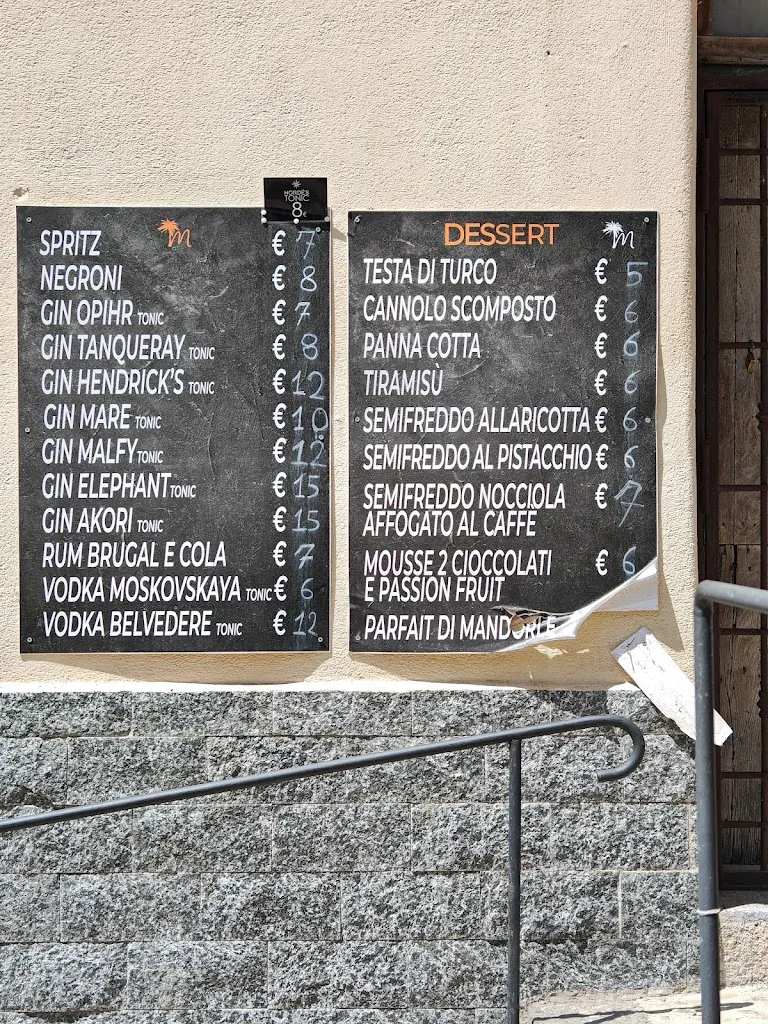 NORDÉS
TONIC
8€
M
SPRITZ € 7
NEGRONI € 8
GIN OPIHR TONIC € 7
GIN TANQUERAY TONIC € 8
GIN HENDRICK'S TONIC € 12
GIN MARE TONIC € 10
GIN MALFY TONIC € 12
GIN ELEPHANT TONIC € 15
GIN AKORI TONIC € 15
RUM BRUGAL E COLA € 7
VODKA MOSKOVSKAYA TONIC € 6
VODKA BELVEDERE TONIC € 12
DESSERT M
TESTA DI TURCO € 5
CANNOLO SCOMPOSTO € 6
PANNA COTTA € 6
TIRAMISÙ € 6
SEMIFREDDO ALLARICOTTA € 6
SEMIFREDDO AL PISTACCHIO € 6
SEMIFREDDO NOCCIOLA € 7
AFFOGATO AL CAFFE
MOUSSE 2 CIOCCOLATI € 6
E PASSION FRUIT
PARFAIT DI MANDORLE